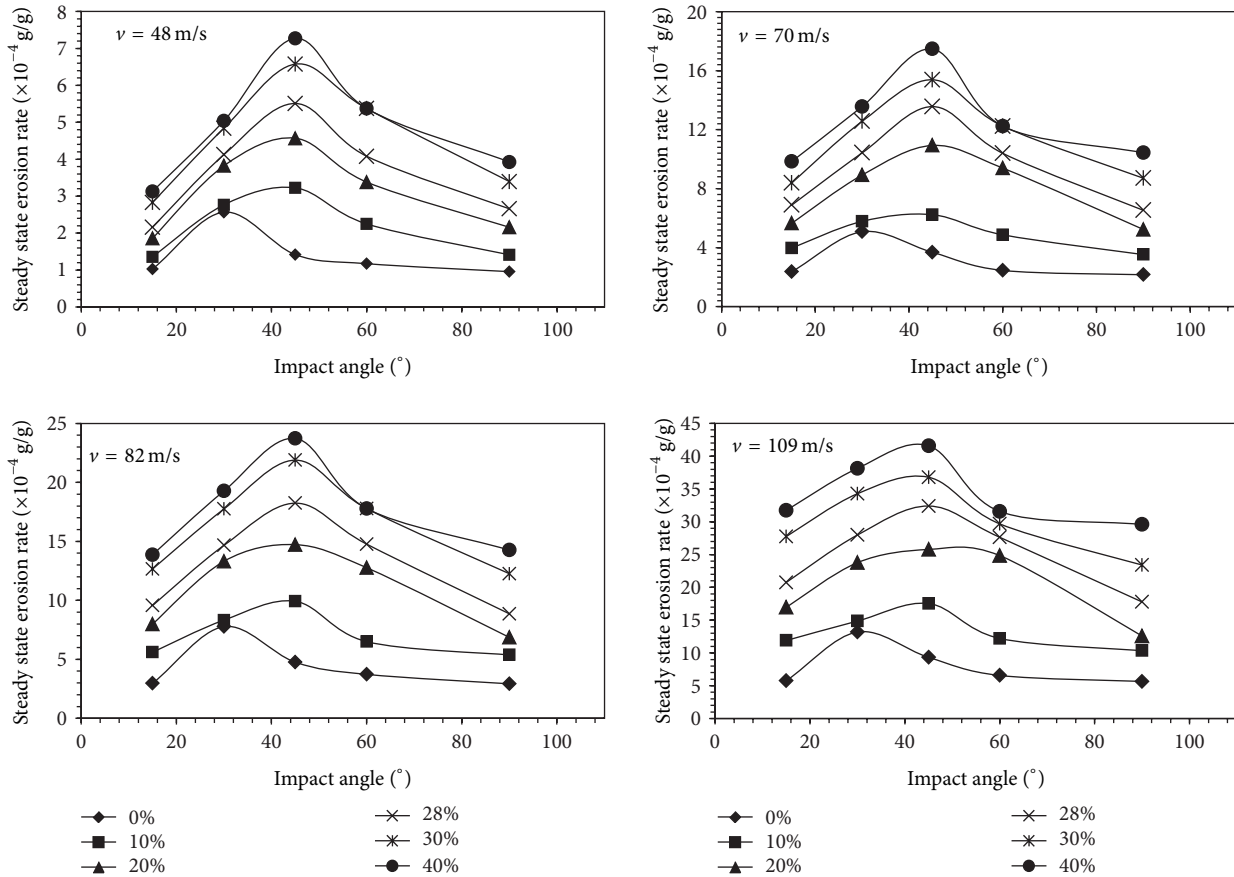 Steady state erosion rate (×10⁻⁴ g/g)
8
7
6
5
4
3
2
1
0
v = 48 m/s
0 20 40 60 80 100
Impact angle (°)
Steady state erosion rate (×10⁻⁴ g/g)
20
16
12
8
4
0
v = 70 m/s
0 20 40 60 80 100
Impact angle (°)
Steady state erosion rate (×10⁻⁴ g/g)
25
20
15
10
5
0
v = 82 m/s
0 20 40 60 80 100
Impact angle (°)
0%
10%
20%
28%
30%
40%
Steady state erosion rate (×10⁻⁴ g/g)
45
40
35
30
25
20
15
10
5
0
v = 109 m/s
0 20 40 60 80 100
Impact angle (°)
0%
10%
20%
28%
30%
40%